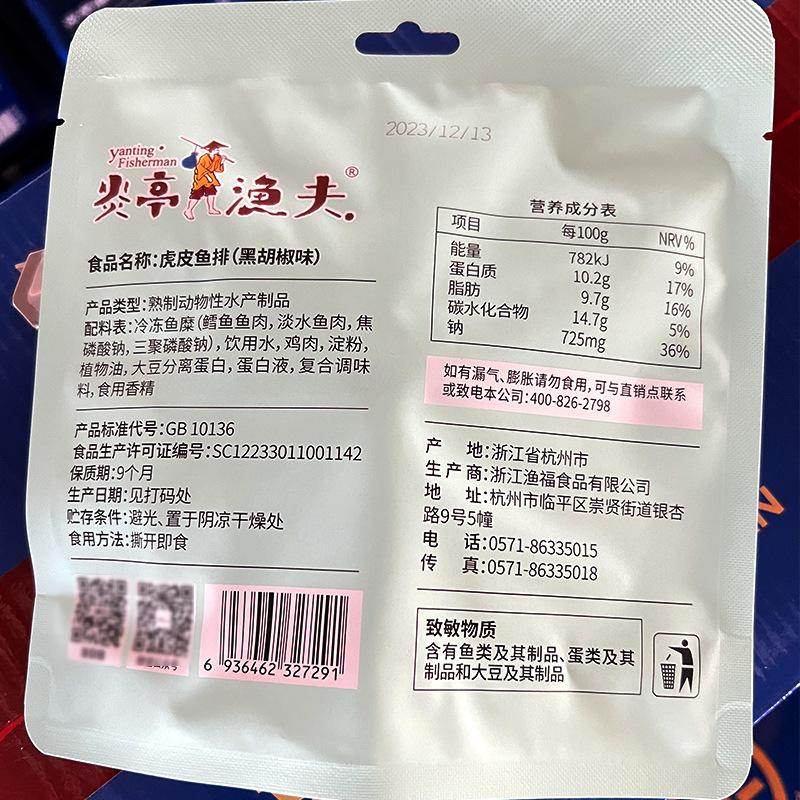 2023/12/13
Yanting
Fisherman
炎亭渔夫®
食品名称:虎皮鱼排(黑胡椒味)
产品类型:熟制动物性水产制品
配料表:冷冻鱼糜(鳕鱼鱼肉,淡水鱼肉,焦
磷酸钠,三聚磷酸钠),饮用水,鸡肉,淀粉,
植物油,大豆分离蛋白,蛋白液,复合调味
料,食用香精
产品标准代号:GB 10136
食品生产许可证编号:SC12233011001142
保质期:9个月
生产日期:见打码处
贮存条件:避光、置于阴凉干燥处
食用方法:撕开即食
6 936462 327291
营养成分表
项目 每100g NRV%
能量 782kJ 9%
蛋白质 10.2g 17%
脂肪 9.7g 16%
碳水化合物 14.7g 5%
钠 725mg 36%
如有漏气、膨胀请勿食用,可与直销点联系
或致电本公司:400-826-2798
产地:浙江省杭州市
生产商:浙江渔福食品有限公司
地址:杭州市临平区崇贤街道银杏
路9号5幢
电话:0571-86335015
传真:0571-86335018
致敏物质
含有鱼类及其制品、蛋类及其
制品和大豆及其制品